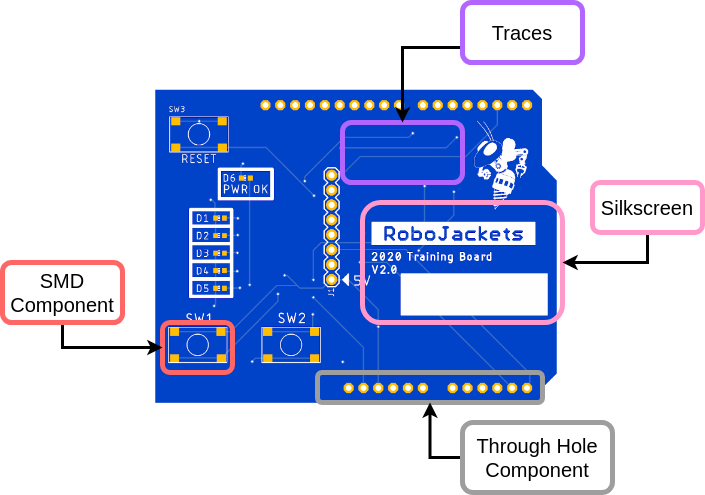 Traces
SW3
RESET
D6
PWR OK
D1
D2
D3
D4
D5
Silkscreen
RoboJackets
2020 Training Board
V2.0
5V
J1
SMD
Component
SW1
SW2
Through Hole
Component